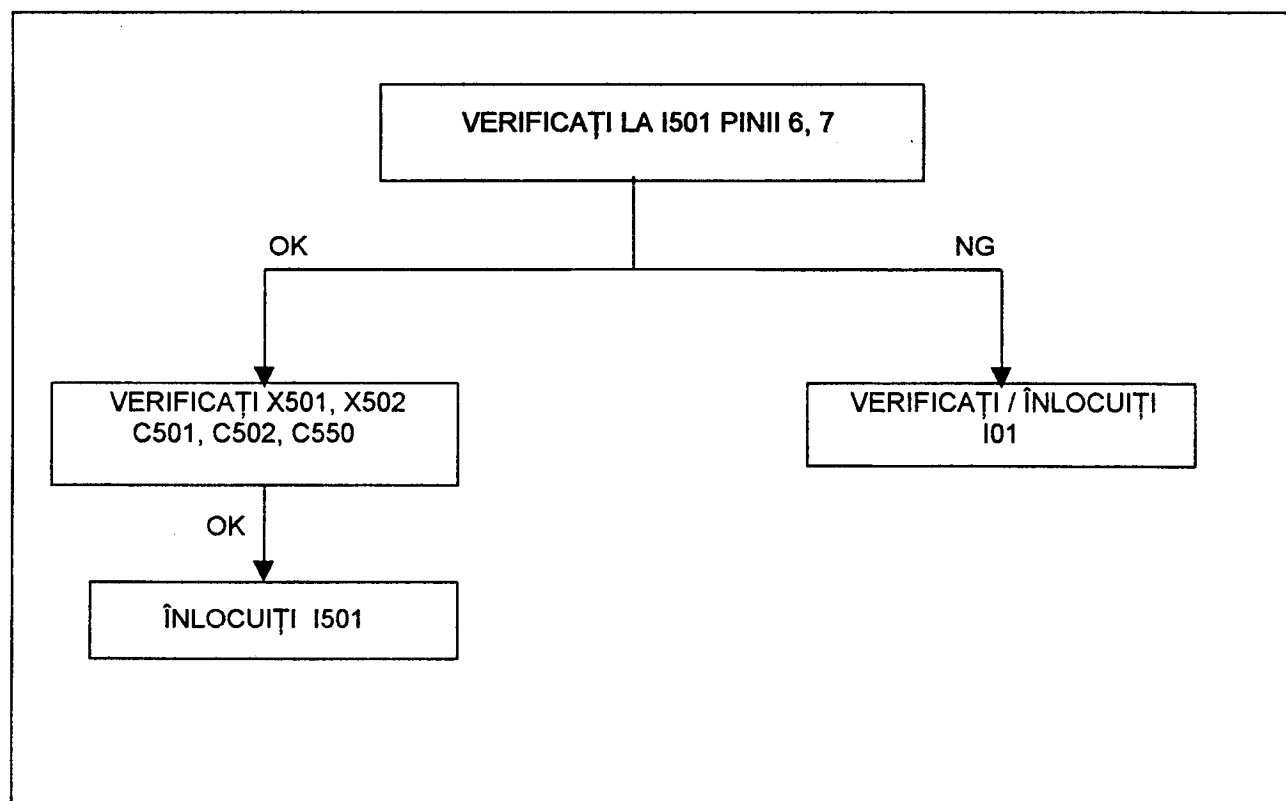 VERIFICAȚI LA I501 PINII 6, 7
OK
NG
VERIFICAȚI X501, X502
C501, C502, C550
VERIFICAȚI / ÎNLOCUIȚI
I01
OK
ÎNLOCUIȚI I501